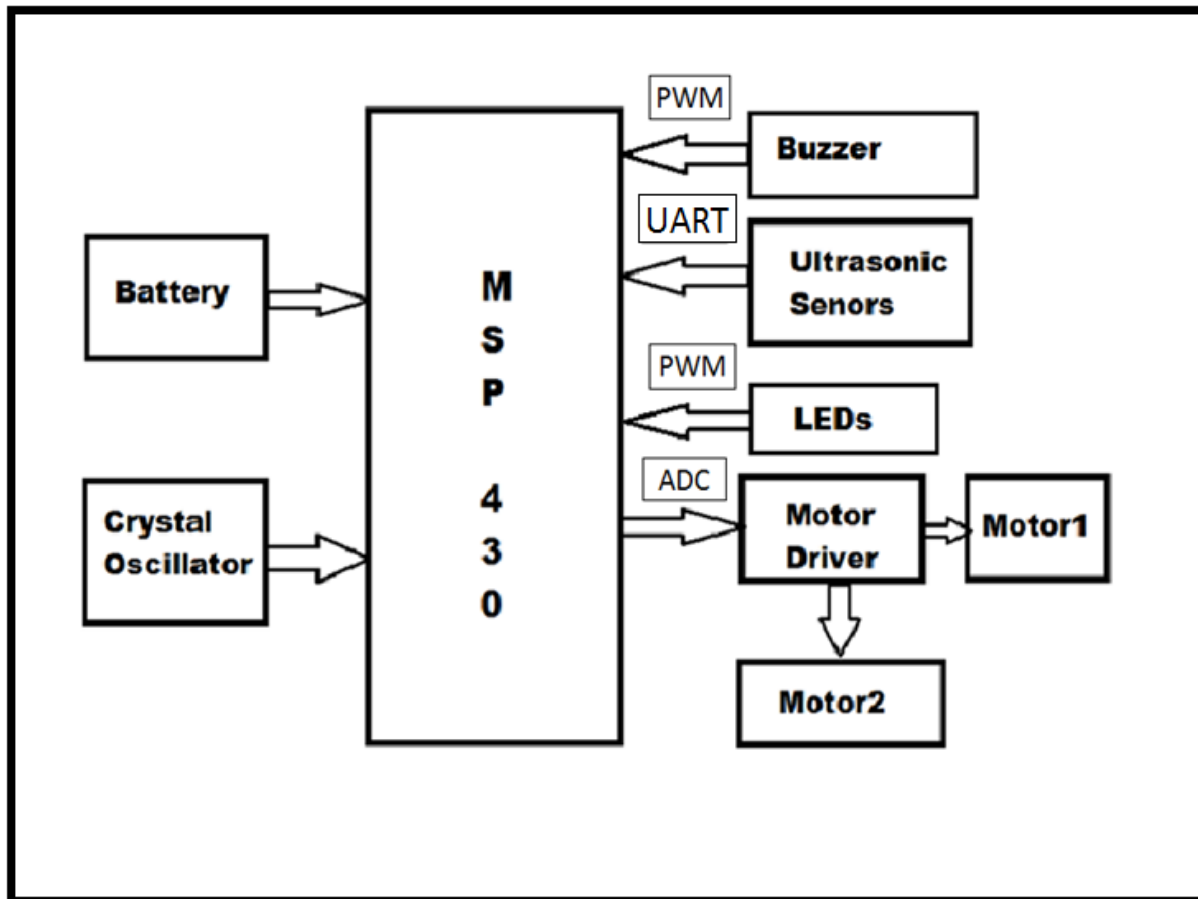 PWM
Buzzer
UART
Ultrasonic
Senors
Battery
M
S
P
4
3
0
PWM
LEDs
ADC
Crystal
Oscillator
Motor
Driver
Motor1
Motor2